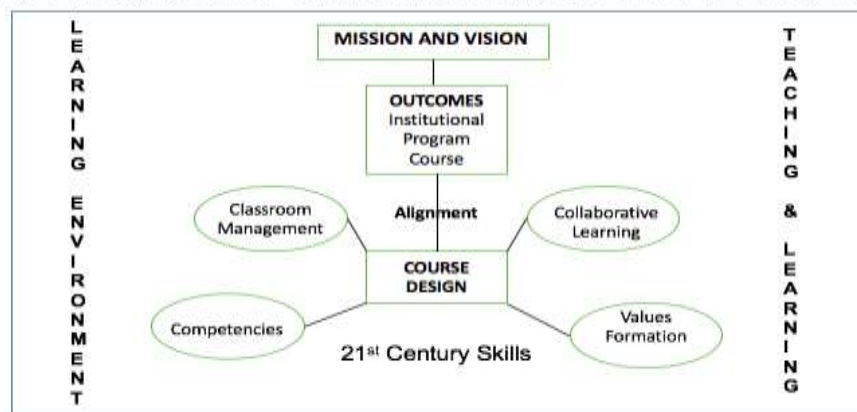 LEARNING ENVIRONMENT
MISSION AND VISION
OUTCOMES
Institutional
Program
Course
Alignment
Classroom
Management
Collaborative
Learning
COURSE
DESIGN
Competencies
Values
Formation
21st Century Skills
TEACHING & LEARNING